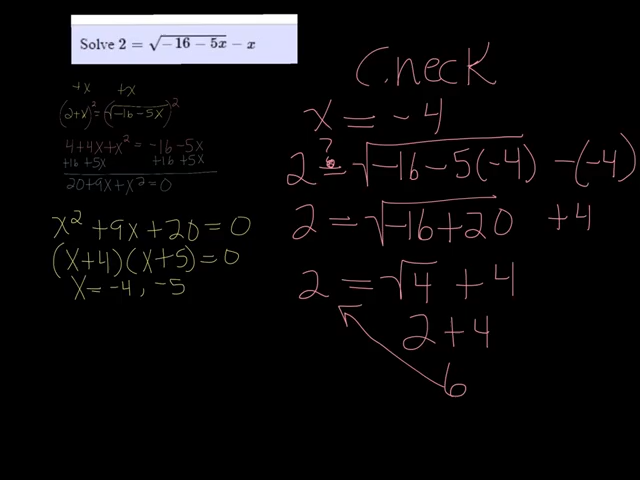 Solve 2 = √(-16 - 5x) - x
+x +x
(2+x)² = (√(-16-5x))²
4+4x+x² = -16-5x
+16 +5x +16 +5x
20+9x+x² = 0
x² + 9x + 20 = 0
(x+4)(x+5) = 0
x = -4, -5
Check
x = -4
?
2 = √(-16-5(-4)) -(-4)
2 = √(-16+20) +4
2 = √4 + 4
2 + 4
6